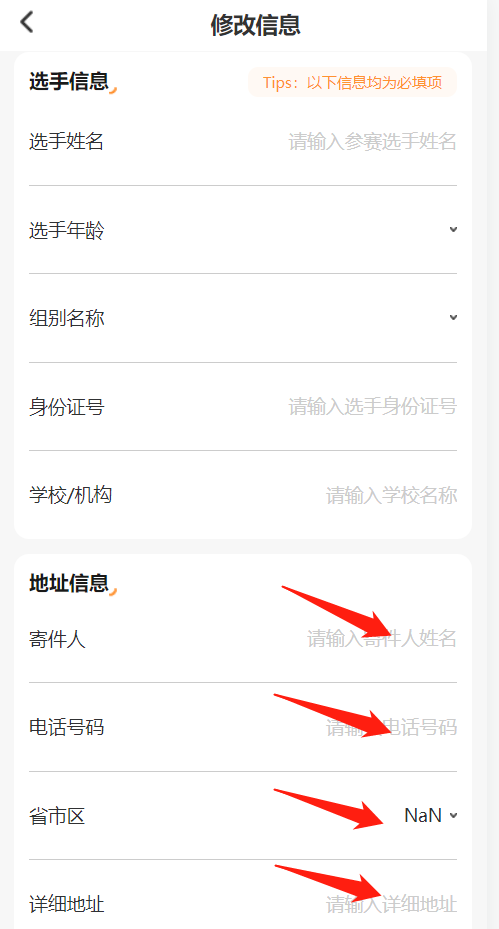 修改信息
选手信息
Tips：以下信息均为必填项
选手姓名 请输入参赛选手姓名
选手年龄
组别名称
身份证号 请输入选手身份证号
学校/机构 请输入学校名称
地址信息
寄件人 请输入寄件人姓名
电话号码 请输入电话号码
省市区 NaN
详细地址 请输入详细地址